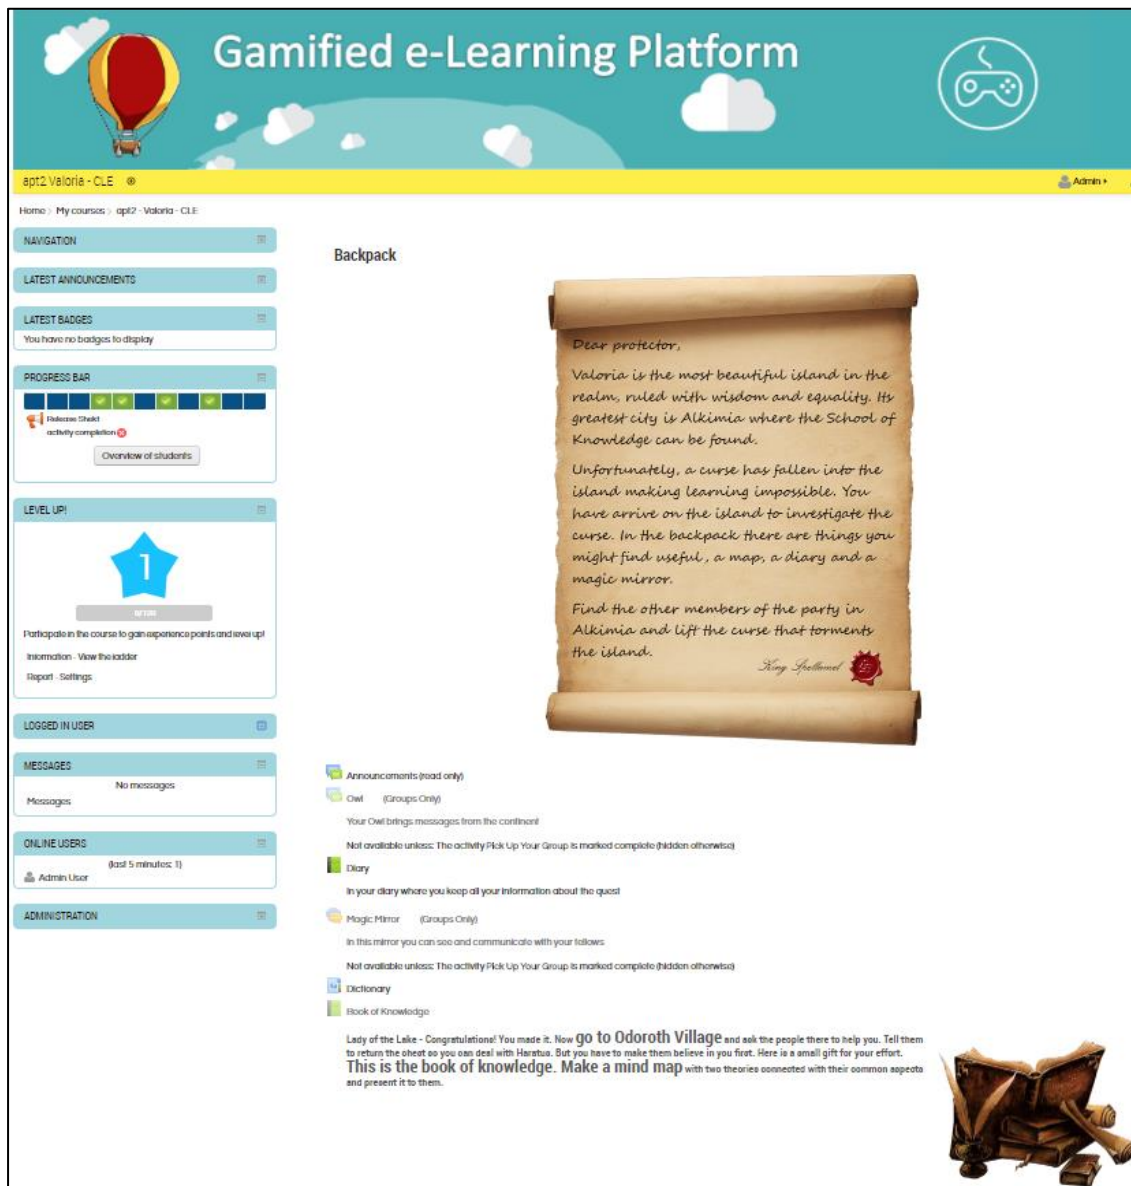 Gamified e-Learning Platform
apt2 Valoria - CLE
Admin
Home > My courses > apt2 - Valoria - CLE
NAVIGATION
LATEST ANNOUNCEMENTS
LATEST BADGES
You have no badges to display
PROGRESS BAR
Release Shekt
activity completion
Overview of students
LEVEL UP!
1
Participate in the course to gain experience points and level up!
Information - View the ladder
Report - Settings
LOGGED IN USER
MESSAGES
No messages
Messages
ONLINE USERS
(last 5 minutes: 1)
Admin User
ADMINISTRATION
Backpack
Dear protector,
Valoria is the most beautiful island in the
realm, ruled with wisdom and equality. Its
greatest city is Alkimia where the School of
Knowledge can be found.
Unfortunately, a curse has fallen into the
island making learning impossible. You
have arrive on the island to investigate the
curse. In the backpack there are things you
might find useful, a map, a diary and a
magic mirror.
Find the other members of the party in
Alkimia and lift the curse that torments
the island.
King
Announcements (read only)
Owl (Groups Only)
Your Owl brings messages from the continent
Not available unless: The activity Pick Up Your Group is marked complete (hidden otherwise)
Diary
In your diary where you keep all your information about the quest
Magic Mirror (Groups Only)
In this mirror you can see and communicate with your fellows
Not available unless: The activity Pick Up Your Group is marked complete (hidden otherwise)
Dictionary
Book of Knowledge
Lady of the Lake - Congratulations! You made it. Now go to Odoroth Village and ask the people there to help you. Tell them
to return the chest so you can deal with Haratus. But you have to make them believe in you first. Here is a small gift for your effort.
This is the book of knowledge. Make a mind map with two theories connected with their common aspects
and present it to them.